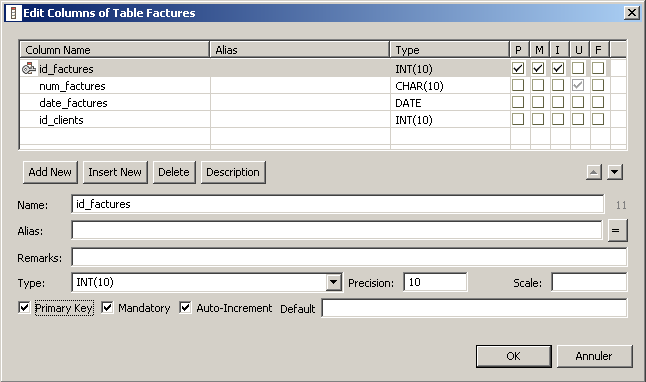 Edit Columns of Table Factures
Column Name Alias Type P M I U F
id_factures INT(10)
num_factures CHAR(10)
date_factures DATE
id_clients INT(10)
Add New Insert New Delete Description
Name: id_factures 11
Alias: =
Remarks:
Type: INT(10) Precision: 10 Scale:
Primary Key Mandatory Auto-Increment Default
OK Annuler